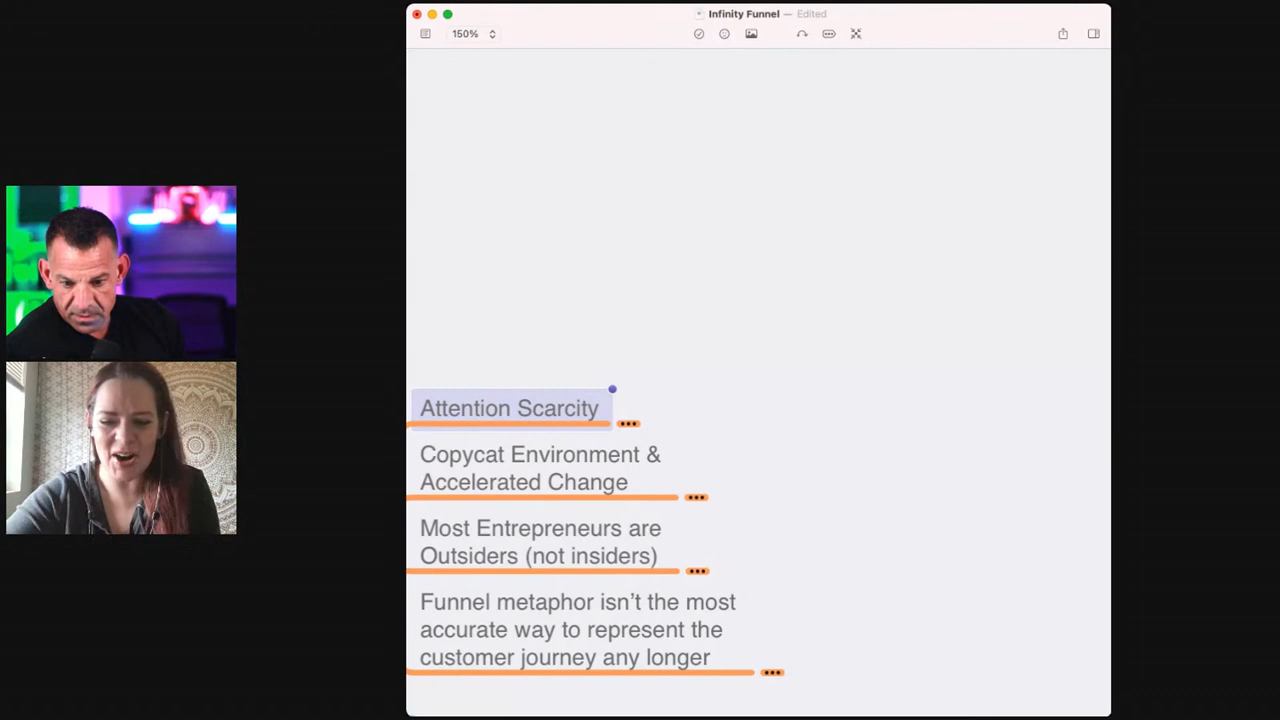 Infinity Funnel — Edited
150%
Attention Scarcity
Copycat Environment &
Accelerated Change
Most Entrepreneurs are
Outsiders (not insiders)
Funnel metaphor isn’t the most
accurate way to represent the
customer journey any longer